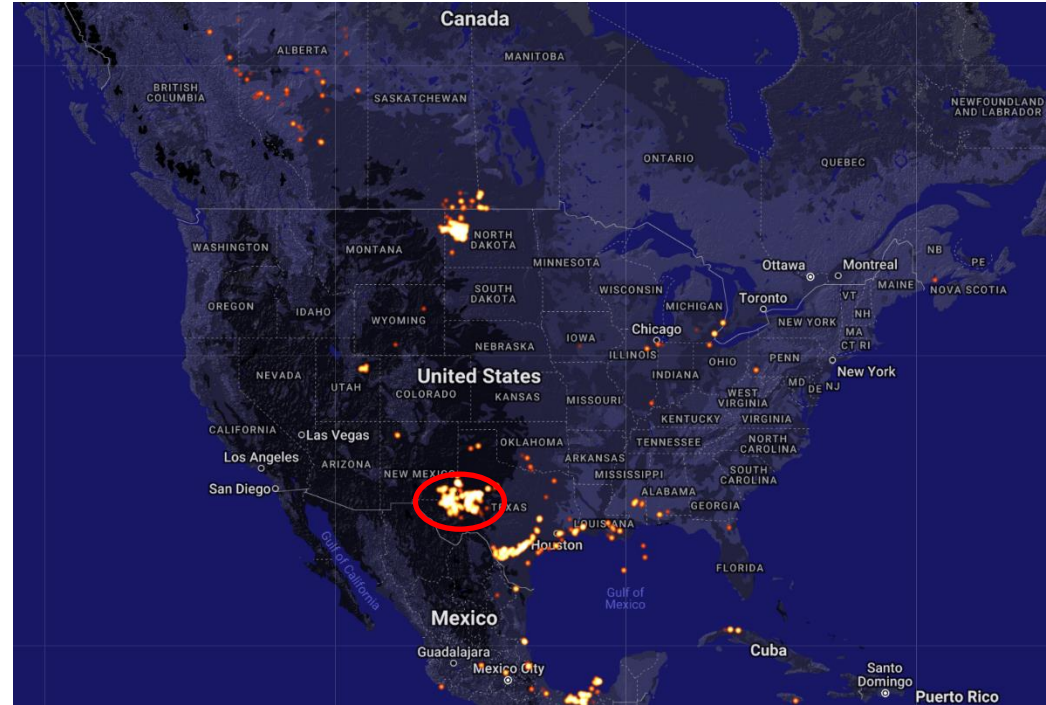 Canada
ALBERTA
MANITOBA
BRITISH
COLUMBIA
SASKATCHEWAN
NEWFOUNDLAND
AND LABRADOR
ONTARIO
QUEBEC
NB
PE
WASHINGTON
MONTANA
NORTH
DAKOTA
MINNESOTA
Ottawa
Montreal
MAINE
NOVA SCOTIA
OREGON
IDAHO
WYOMING
SOUTH
DAKOTA
WISCONSIN
MICHIGAN
Toronto
VT
NH
NEW YORK
MA
CT RI
Chicago
IOWA
NEBRASKA
ILLINOIS
INDIANA
OHIO
PENN
New York
NEVADA
UTAH
COLORADO
United States
KANSAS
MISSOURI
WEST
VIRGINIA
MD
DE
NJ
KENTUCKY
VIRGINIA
CALIFORNIA
Las Vegas
Los Angeles
ARIZONA
NEW MEXICO
OKLAHOMA
ARKANSAS
TENNESSEE
NORTH
CAROLINA
San Diego
MISSISSIPPI
SOUTH
CAROLINA
ALABAMA
GEORGIA
TEXAS
LOUISIANA
Houston
FLORIDA
Gulf of California
Gulf of
Mexico
Mexico
Guadalajara
Mexico City
Cuba
Santo
Domingo
Puerto Rico